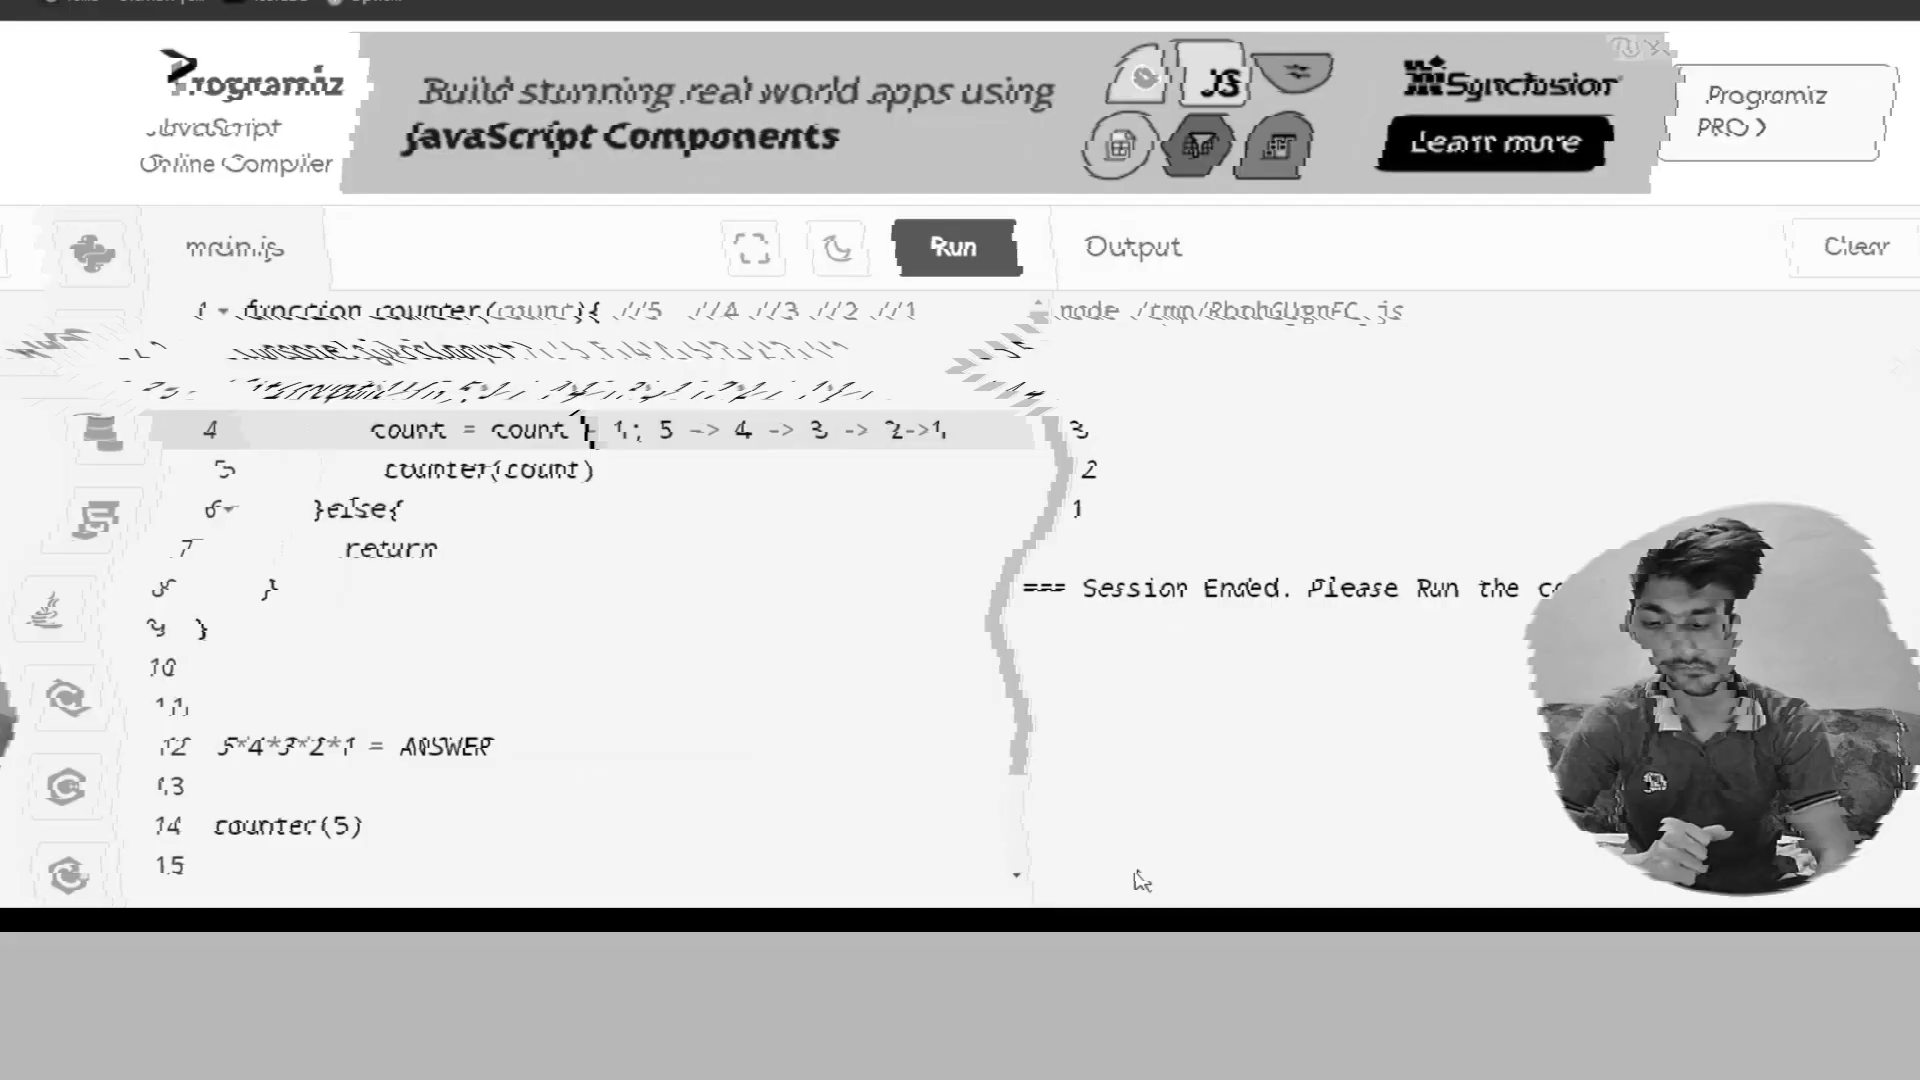 Programiz
JavaScript
Online Compiler
Build stunning real world apps using
JavaScript Components
JS
Syncfusion
Learn more
Programiz
PRO >
main.js
Run
Output
Clear
1 function counter(count){ //5 //4 //3 //2 //1
4 count = count - 1; 5 -> 4 -> 3 -> 2->1
5 counter(count)
6 }else{
7 return
8 }
9 }
10
11
12 5*4*3*2*1 = ANSWER
13
14 counter(5)
15
node /tmp/
3
2
1
=== Session Ended. Please Run the